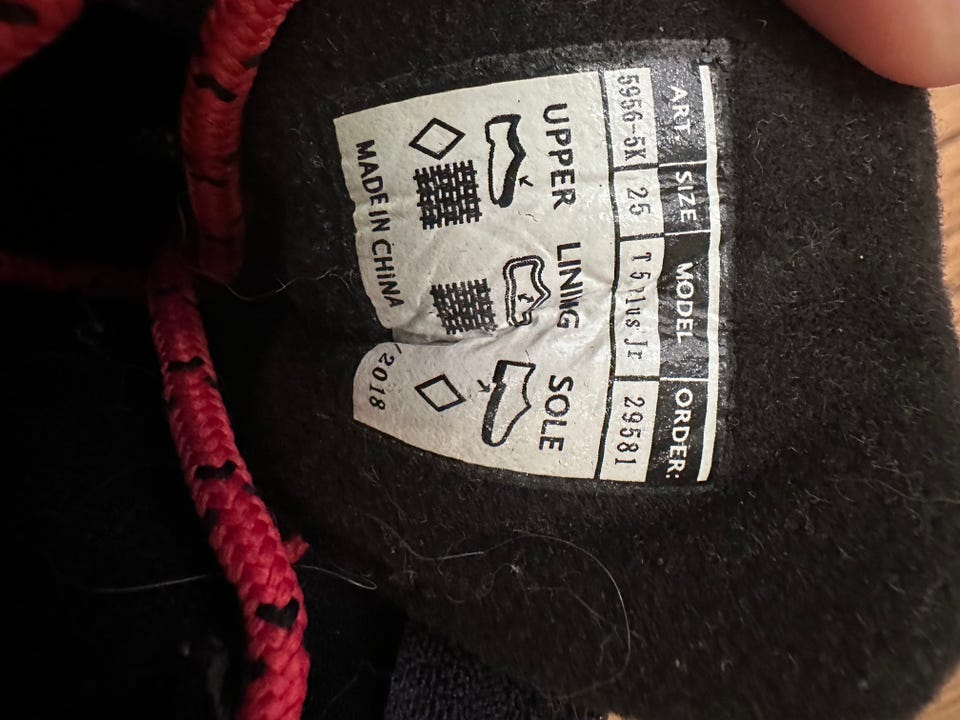 ART SIZE MODEL ORDER:
5956-5K 25 Jr 29581
UPPER LINING SOLE
MADE IN CHINA /2018